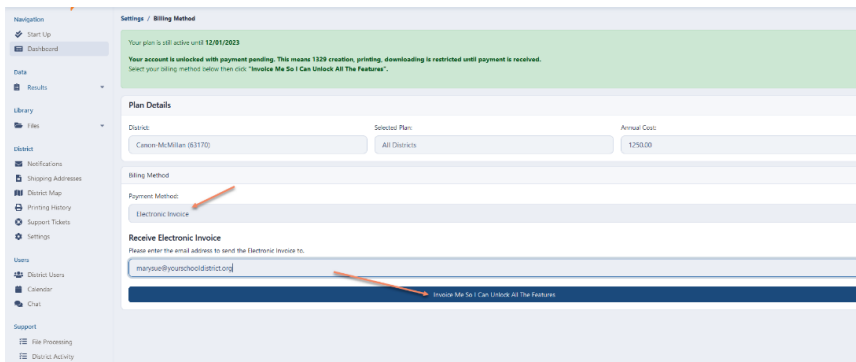 Navigation
Start Up
Dashboard
Data
Results
Library
Files
District
Notifications
Shipping Addresses
District Map
Printing History
Support Tickets
Settings
Users
District Users
Calendar
Chat
Support
File Processing
District Activity
Settings / Billing Method
Your plan is still active until 12/01/2023
Your account is unlocked with payment pending. This means 1329 creation, printing, downloading is restricted until payment is received.
Select your billing method below then click "Invoice Me So I Can Unlock All The Features".
Plan Details
District: Selected Plan: Annual Cost:
Canon-McMillan (63170) All Districts 1250.00
Billing Method
Payment Method:
Electronic Invoice
Receive Electronic Invoice
Please enter the email address to send the Electronic Invoice to.
marysue@yourschooldistrict.org
Invoice Me So I Can Unlock All The Features